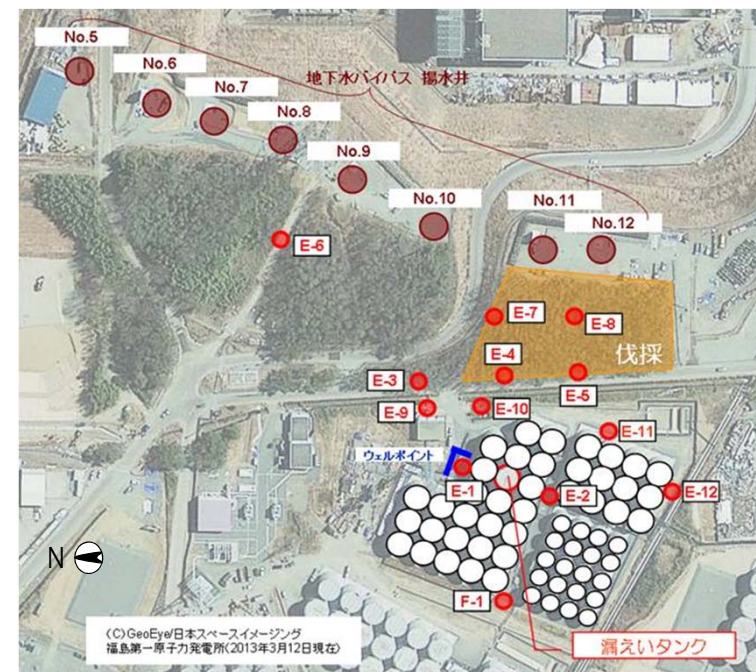 No.5
No.6
No.7
No.8
No.9
No.10
No.11
No.12
地下水バイパス 揚水井
E-6
E-7
E-8
伐採
E-4
E-5
E-3
E-9
E-10
E-11
ウェルポイント
E-1
E-2
E-12
N
F-1
漏えいタンク
(C)GeoEye/日本スペースイメージング
福島第一原子力発電所(2013年3月12日現在)